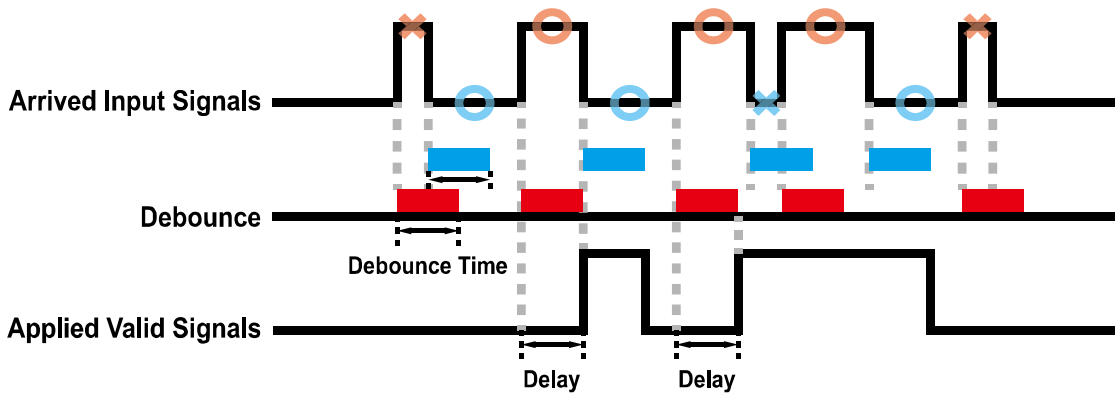 Arrived Input Signals
Debounce
Debounce Time
Applied Valid Signals
Delay
Delay